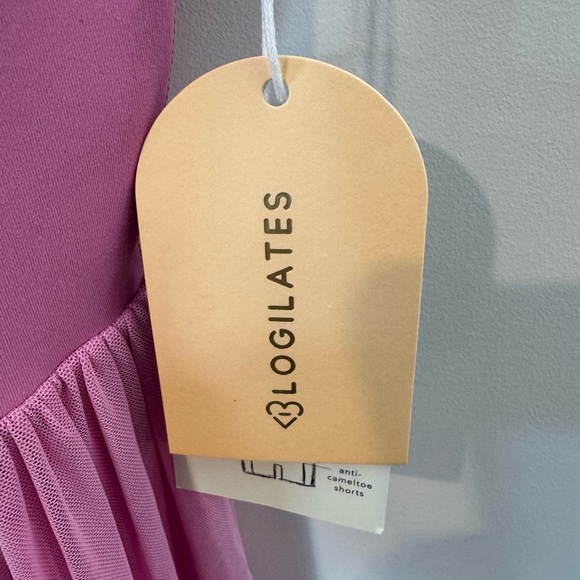 BLOGILATES
anti-
cameltoe
shorts